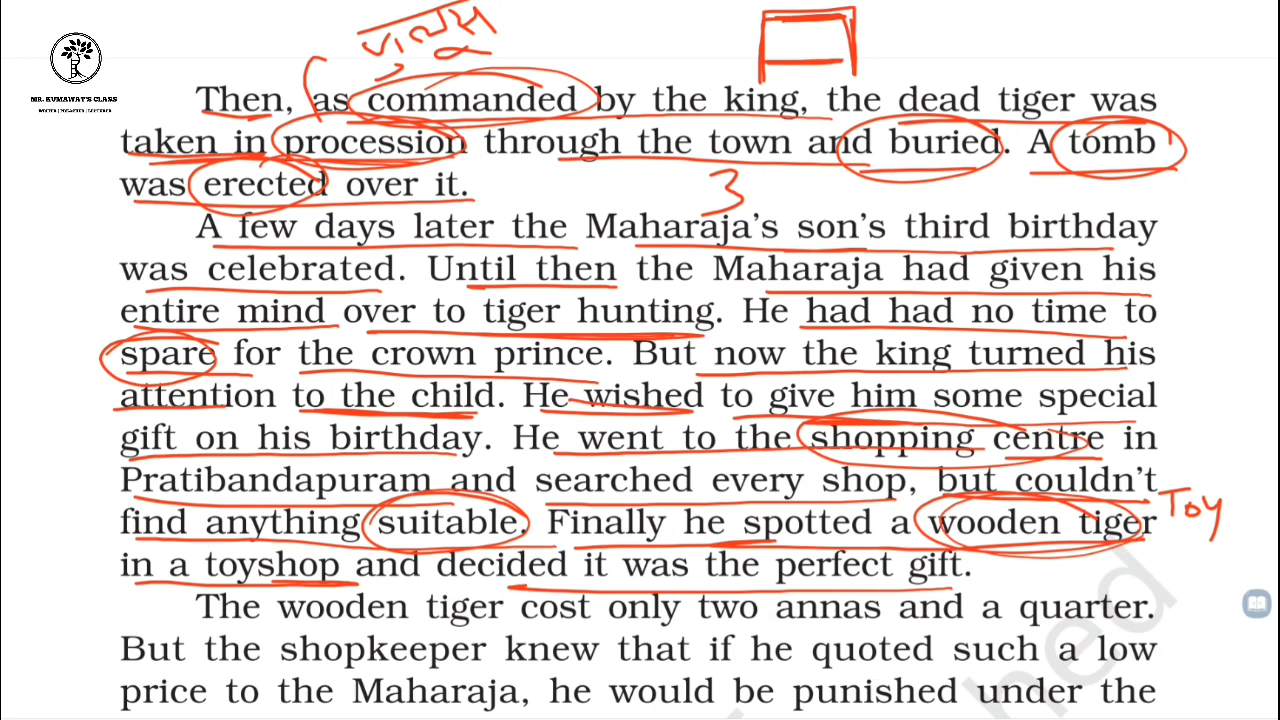 MR. KUMAWAT'S CLASS
WRITER | EDUCATOR | LECTURER
Then, as commanded by the king, the dead tiger was
taken in procession through the town and buried. A tomb
was erected over it.
3
A few days later the Maharaja's son's third birthday
was celebrated. Until then the Maharaja had given his
entire mind over to tiger hunting. He had had no time to
spare for the crown prince. But now the king turned his
attention to the child. He wished to give him some special
gift on his birthday. He went to the shopping centre in
Pratibandapuram and searched every shop, but couldn't
find anything suitable. Finally he spotted a wooden tiger
Toy
in a toyshop and decided it was the perfect gift.
The wooden tiger cost only two annas and a quarter.
But the shopkeeper knew that if he quoted such a low
price to the Maharaja, he would be punished under the